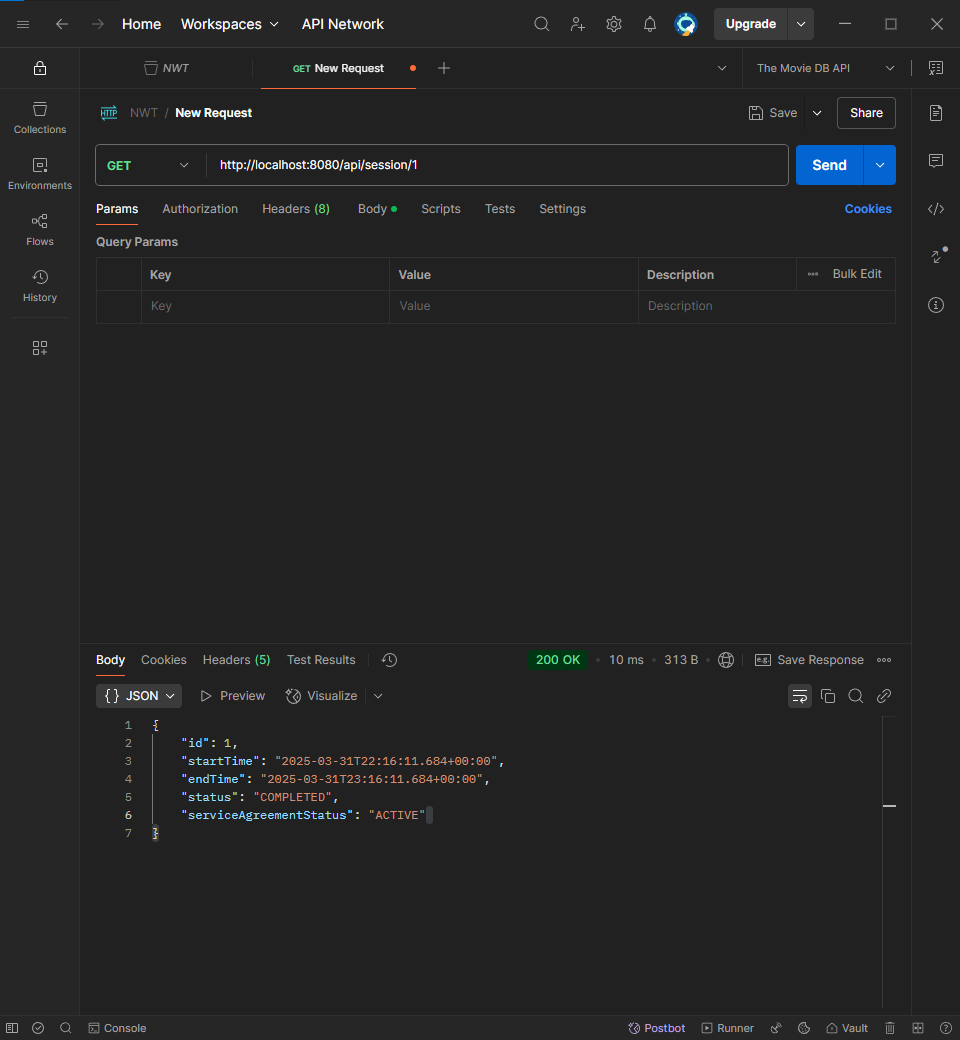 Home Workspaces API Network Upgrade
NWT GET New Request The Movie DB API
HTTP NWT / New Request Save Share
GET http://localhost:8080/api/session/1 Send
Params Authorization Headers (8) Body Scripts Tests Settings Cookies
Query Params
Key Value Description Bulk Edit
Key Value Description
Collections
Environments
Flows
History
Body Cookies Headers (5) Test Results 200 OK 10 ms 313 B e.g. Save Response
{} JSON Preview Visualize
1 {
2 "id": 1,
3 "startTime": "2025-03-31T22:16:11.684+00:00",
4 "endTime": "2025-03-31T23:16:11.684+00:00",
5 "status": "COMPLETED",
6 "serviceAgreementStatus": "ACTIVE"
7 }
Console Postbot Runner Vault